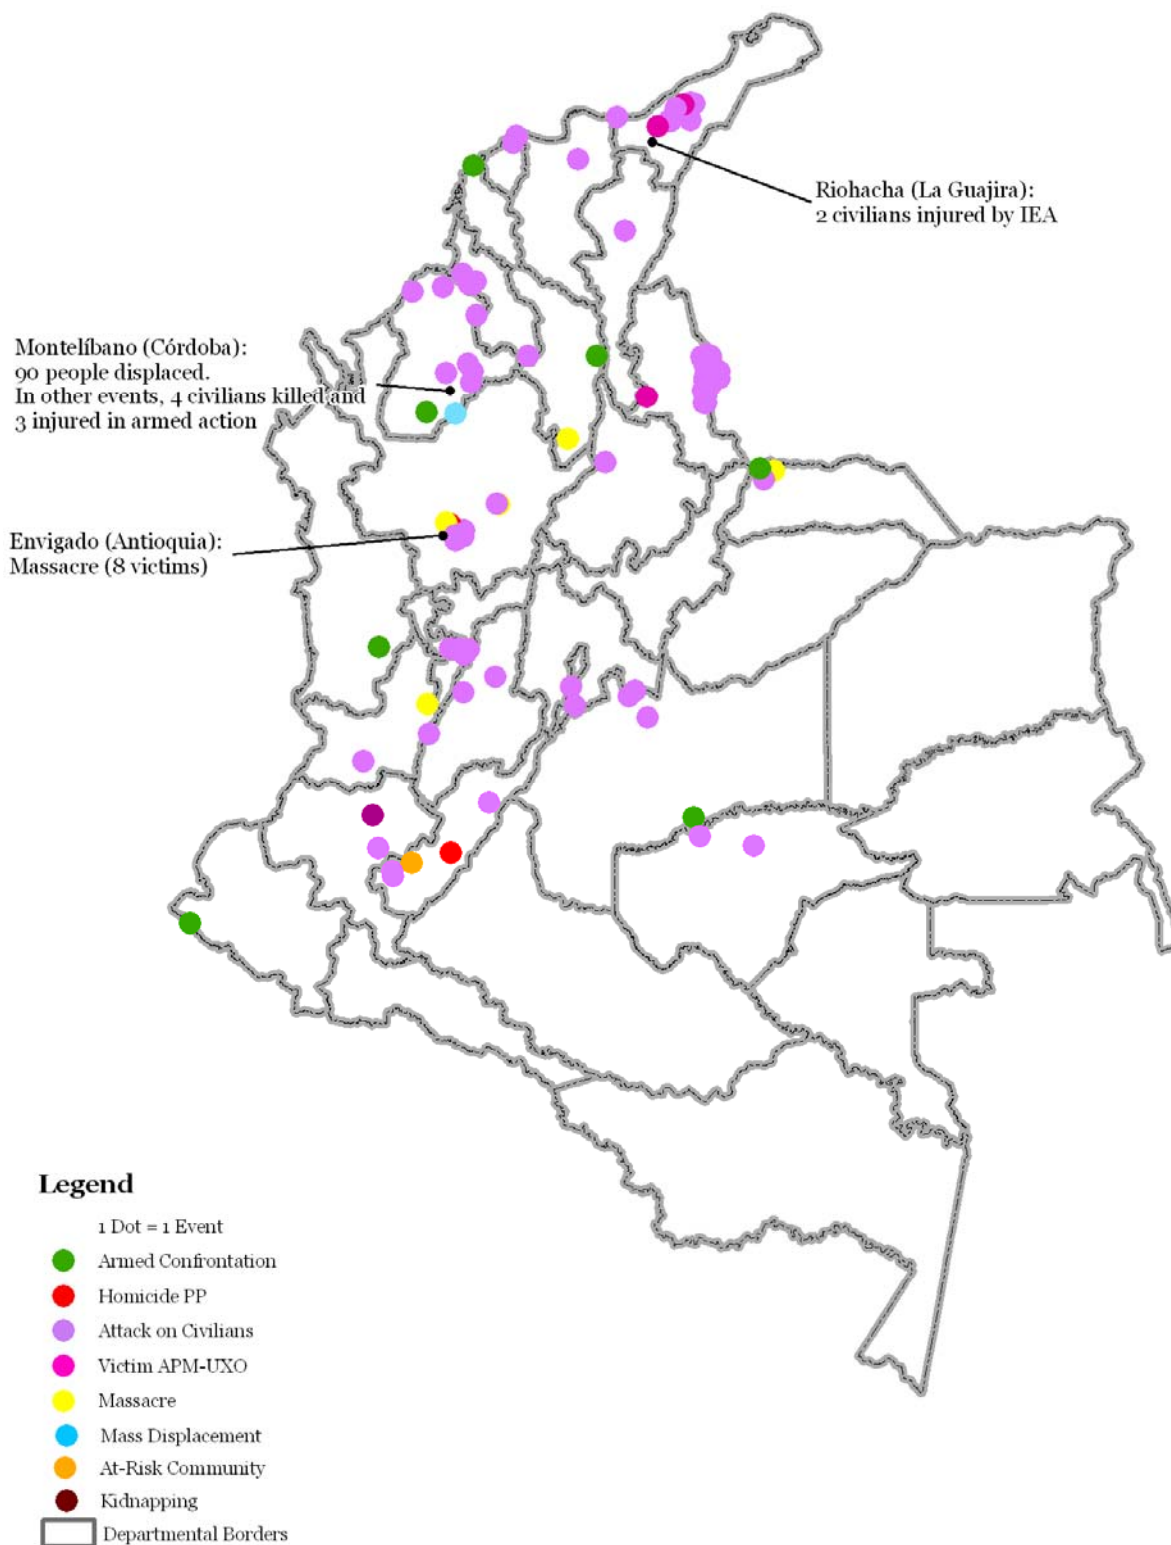 Riohacha (La Guajira):
2 civilians injured by IEA
Montelíbano (Córdoba):
90 people displaced.
In other events, 4 civilians killed and
3 injured in armed action
Envigado (Antioquia):
Massacre (8 victims)
Legend
1 Dot = 1 Event
Armed Confrontation
Homicide PP
Attack on Civilians
Victim APM-UXO
Massacre
Mass Displacement
At-Risk Community
Kidnapping
Departmental Borders